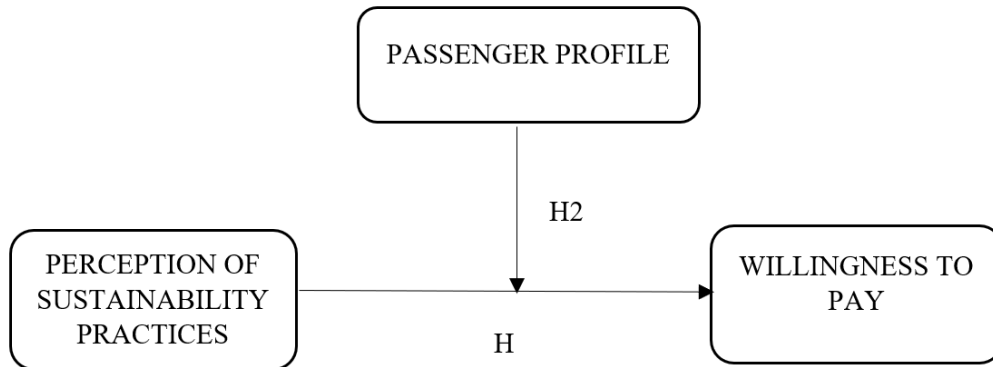 PASSENGER PROFILE
H2
PERCEPTION OF
SUSTAINABILITY
PRACTICES
WILLINGNESS TO
PAY
H